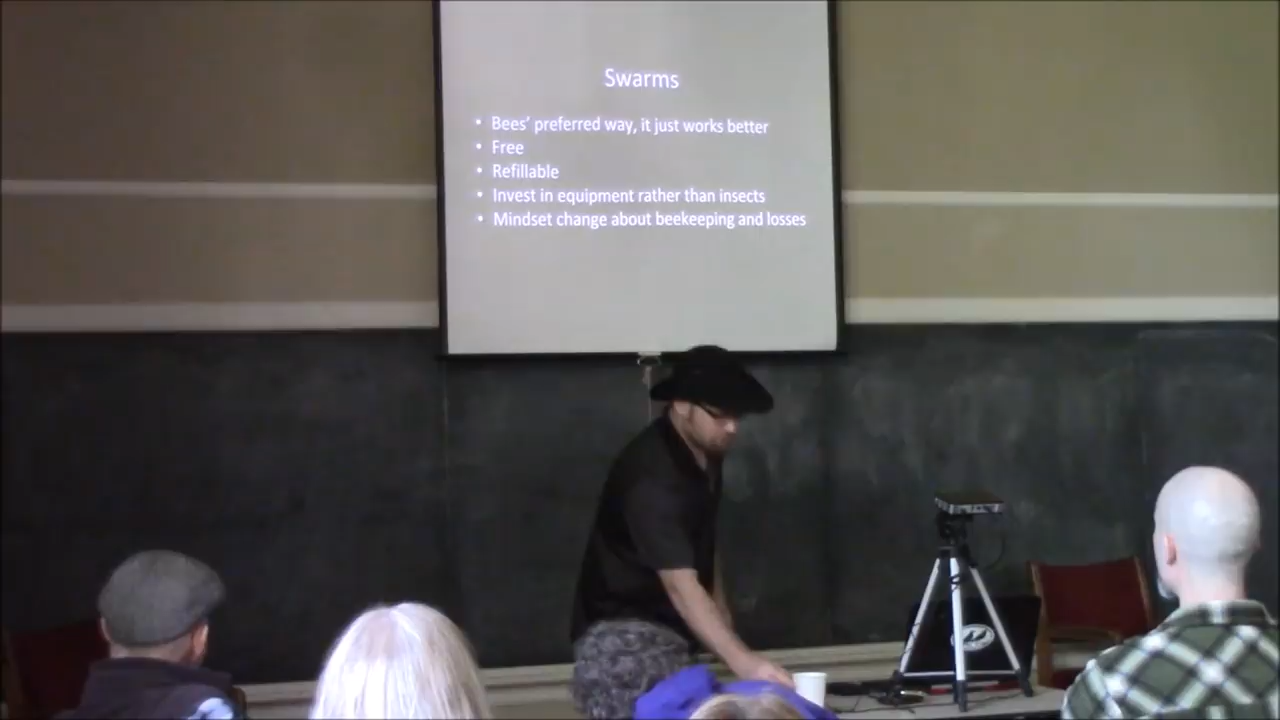 Swarms
• Bees’ preferred way, it just works better
• Free
• Refillable
• Invest in equipment rather than insects
• Mindset change about beekeeping and losses